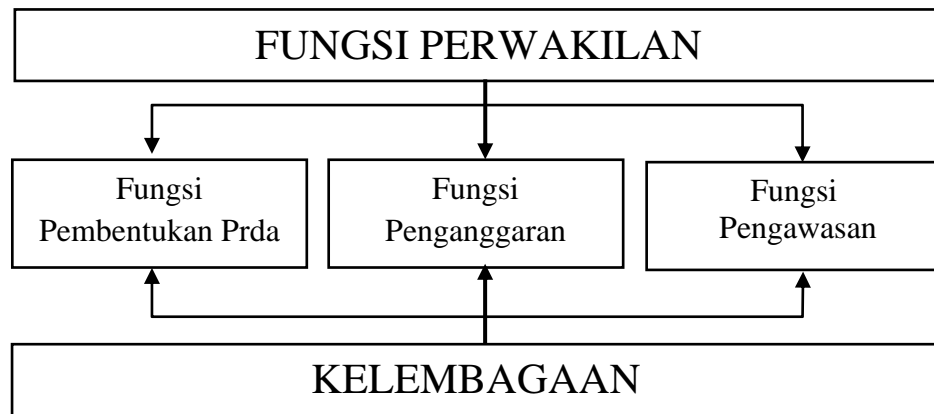 FUNGSI PERWAKILAN
Fungsi
Pembentukan Prda
Fungsi
Penganggaran
Fungsi
Pengawasan
KELEMBAGAAN